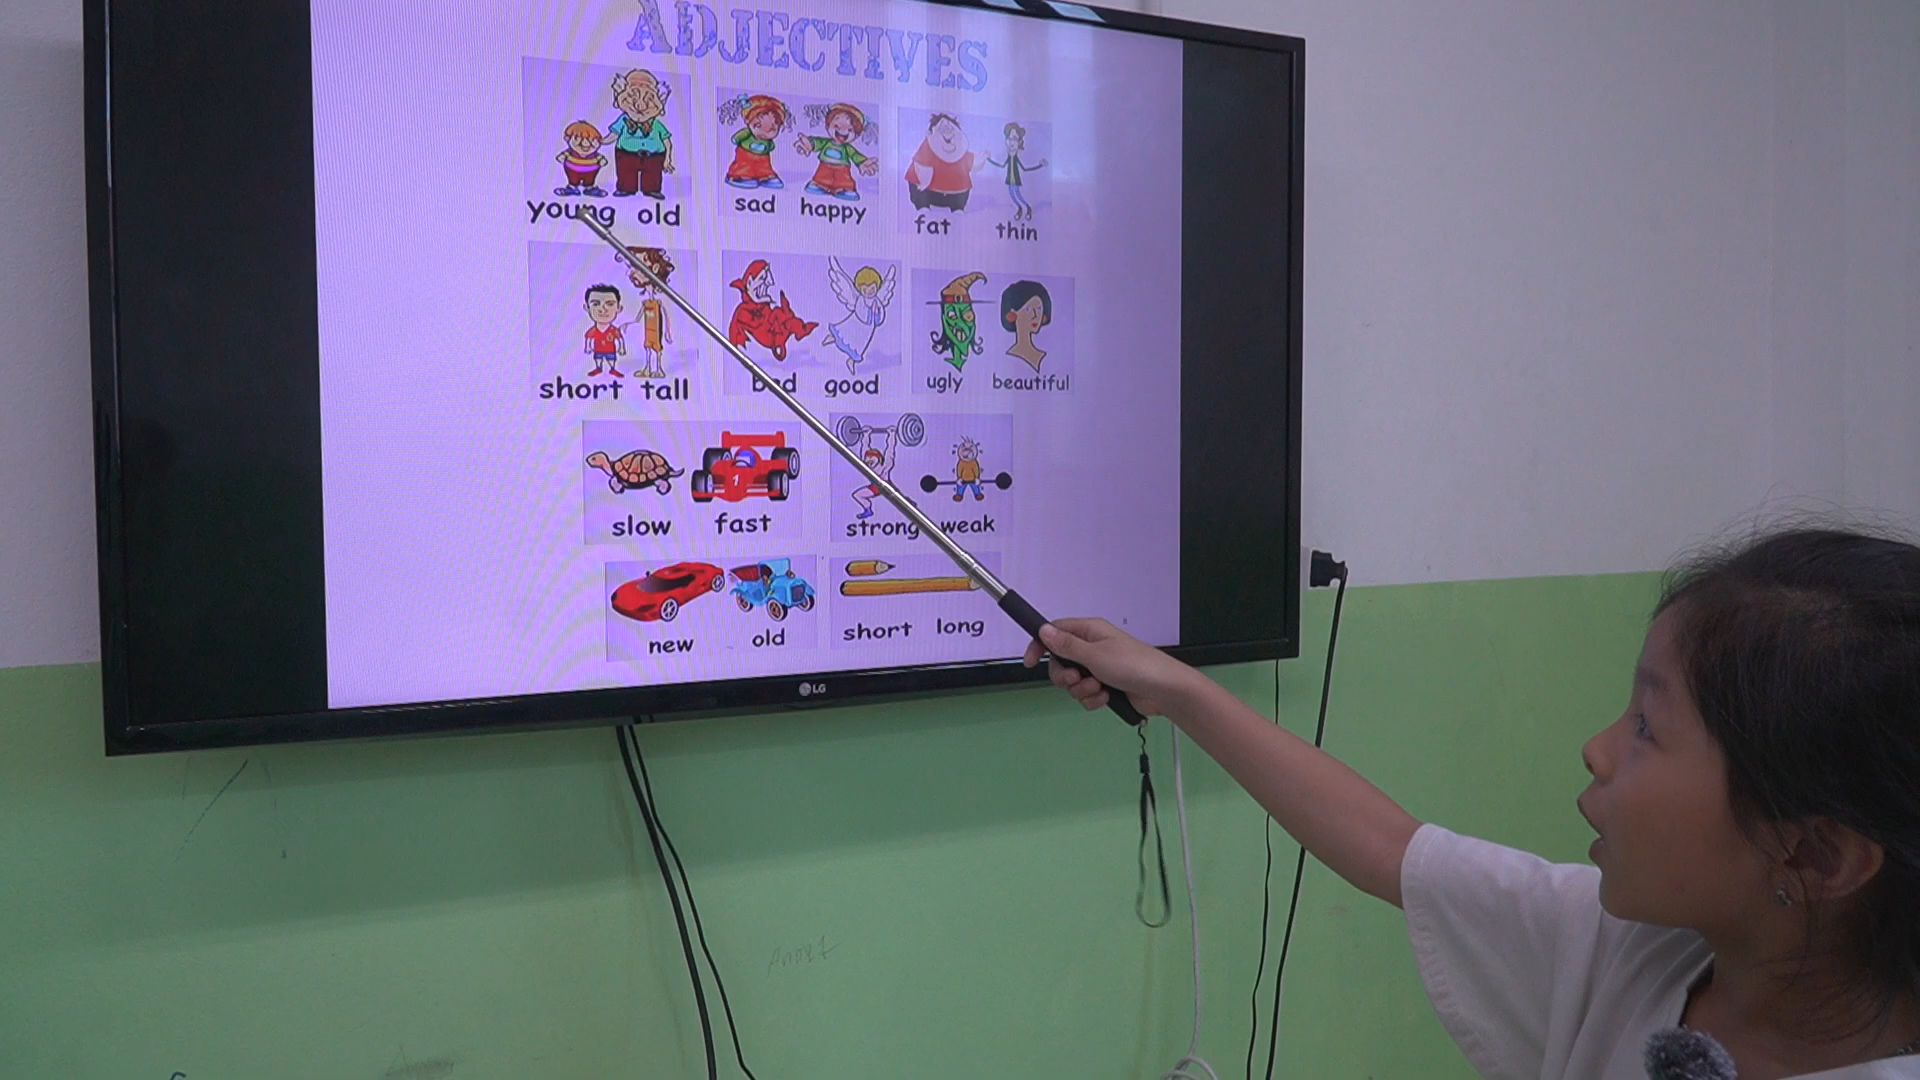 ADJECTIVES
young old
sad happy
fat thin
short tall
bad good
ugly beautiful
slow fast
1
strong weak
new old
short long
LG